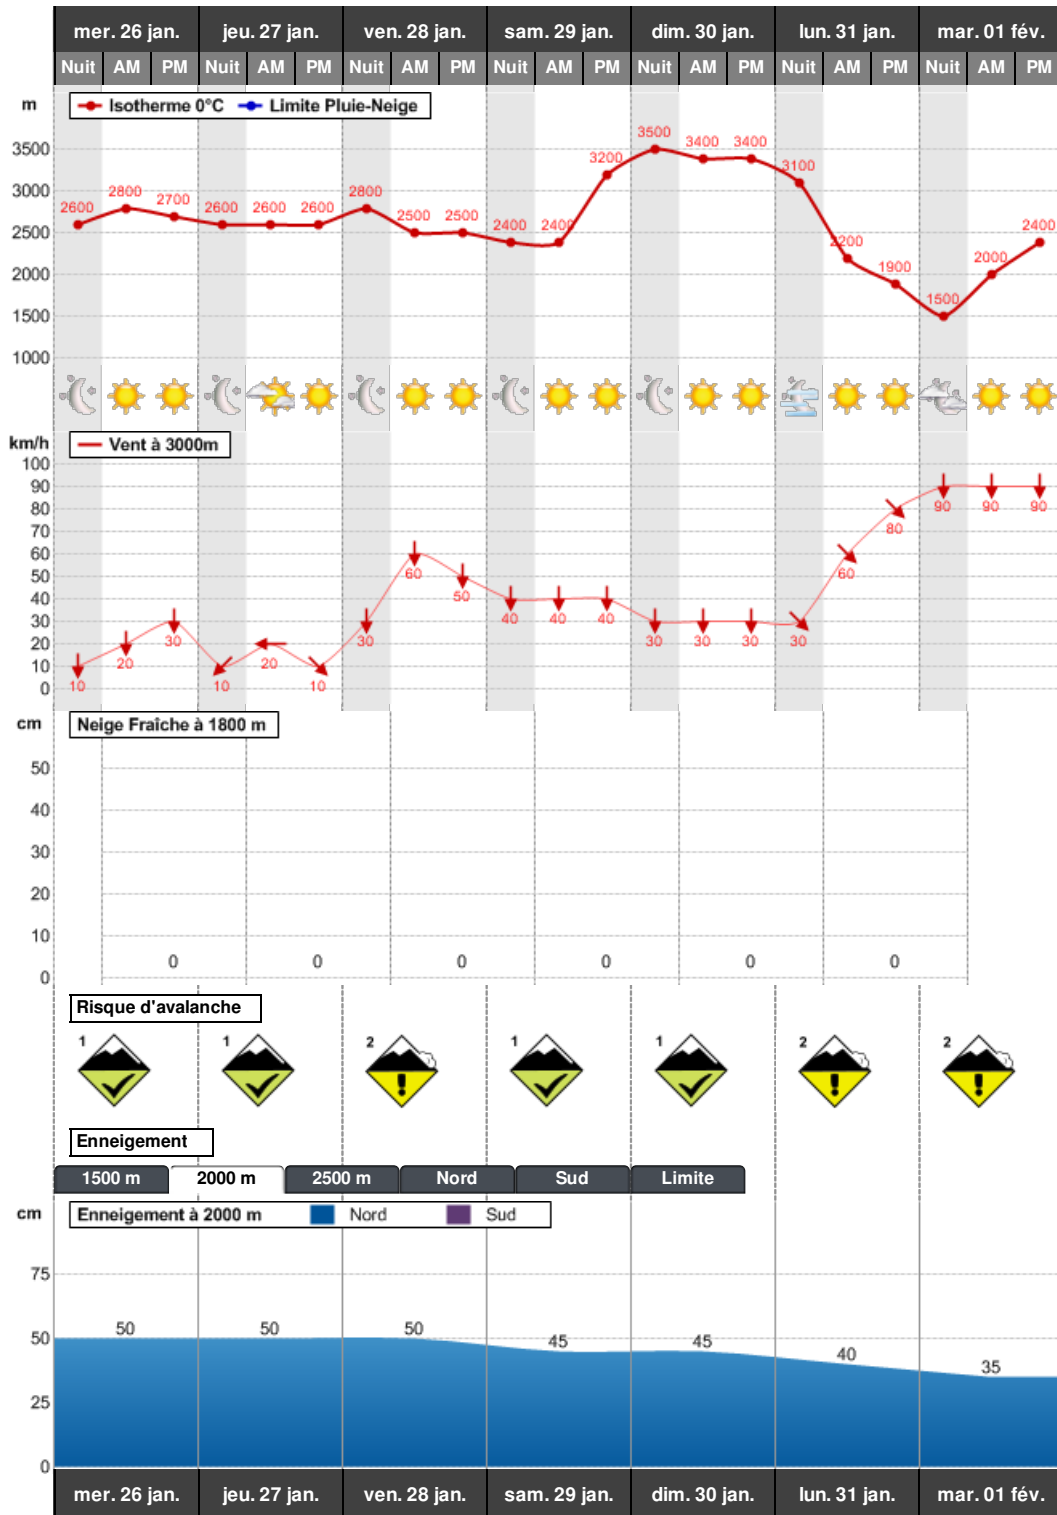 mer. 26 jan. jeu. 27 jan. ven. 28 jan. sam. 29 jan. dim. 30 jan. lun. 31 jan. mar. 01 fév.
Nuit AM PM Nuit AM PM Nuit AM PM Nuit AM PM Nuit AM PM Nuit AM PM Nuit AM PM
m Isotherme 0°C Limite Pluie-Neige
3500
3000
2500
2000
1500
1000
2600 2800 2700 2600 2600 2600 2800 2500 2500 2400 2400 3200 3500 3400 3400 3100 2200 1900 1500 2000 2400
km/h Vent à 3000m
100
90
80
70
60
50
40
30
20
10
0
10 20 30 10 20 10 30 60 50 40 40 40 30 30 30 30 60 80 90 90 90
cm Neige Fraîche à 1800 m
50
40
30
20
10
0
0 0 0 0 0 0
Risque d'avalanche
1 1 2 1 1 2 2
Enneigement
1500 m 2000 m 2500 m Nord Sud Limite
cm Enneigement à 2000 m Nord Sud
75
50
25
0
50 50 50 45 45 40 35
mer. 26 jan. jeu. 27 jan. ven. 28 jan. sam. 29 jan. dim. 30 jan. lun. 31 jan. mar. 01 fév.